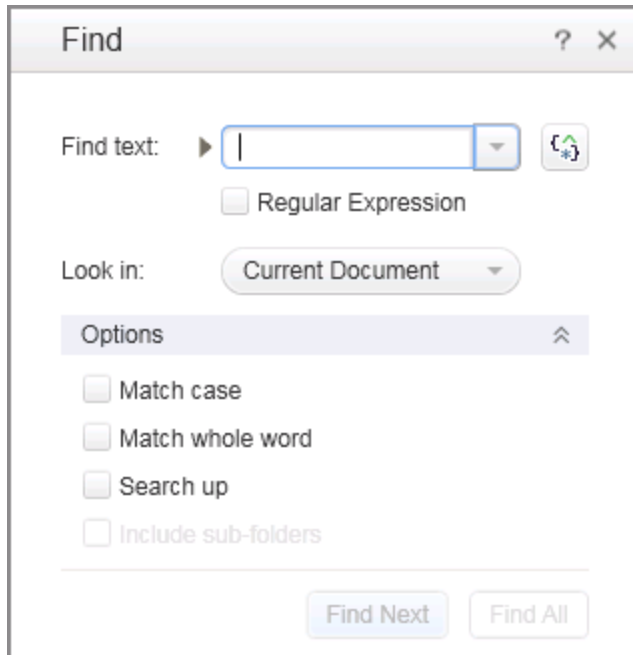 Find ? ×
Find text:
Regular Expression
Look in: Current Document
Options
Match case
Match whole word
Search up
Include sub-folders
Find Next Find All